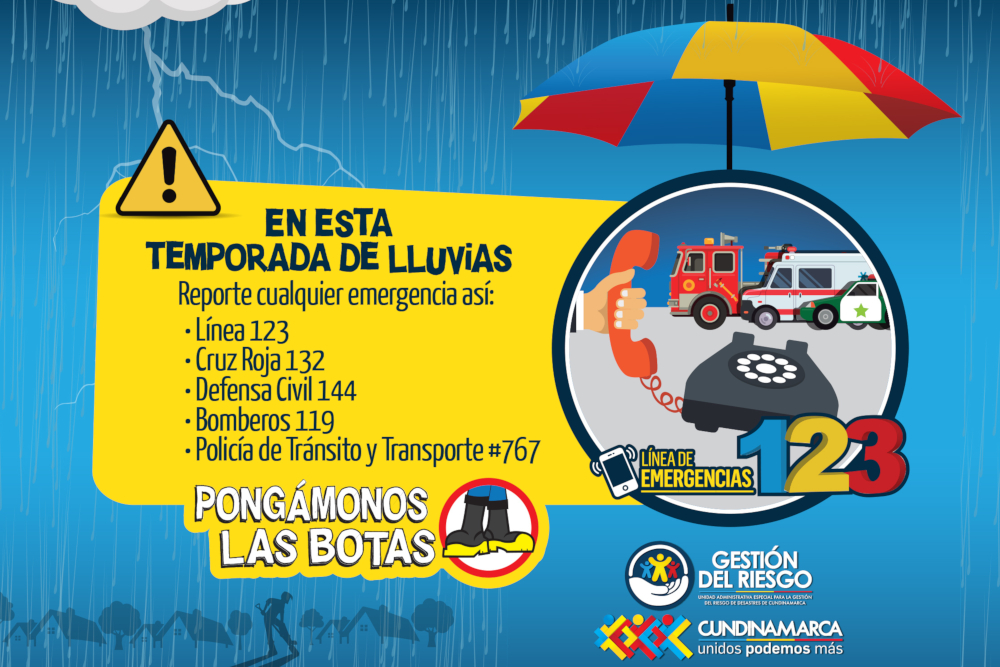 EN ESTA
TEMPORADA DE LLUViAS
Reporte cualquier emergencia así:
· Línea 123
· Cruz Roja 132
· Defensa Civil 144
· Bomberos 119
· Policía de Tránsito y Transporte #767
PONGÁMONOS
LAS BOTAS
LÍNEA DE
EMERGENCIAS 123
GESTIÓN
DEL RIESGO
UNIDAD ADMINISTRATIVA ESPECIAL PARA LA GESTIÓN
DEL RIESGO DE DESASTRES DE CUNDINAMARCA
CUNDINAMARCA
unidos podemos más